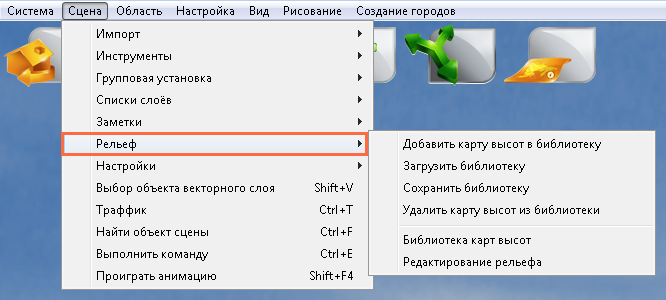 Система Сцена Область Настройка Вид Рисование Создание городов
Импорт
Инструменты
Групповая установка
Списки слоёв
Заметки
Рельеф
Настройки
Выбор объекта векторного слоя Shift+V
Траффик Ctrl+T
Найти объект сцены Ctrl+F
Выполнить команду Ctrl+E
Проиграть анимацию Shift+F4
Добавить карту высот в библиотеку
Загрузить библиотеку
Сохранить библиотеку
Удалить карту высот из библиотеки
Библиотека карт высот
Редактирование рельефа